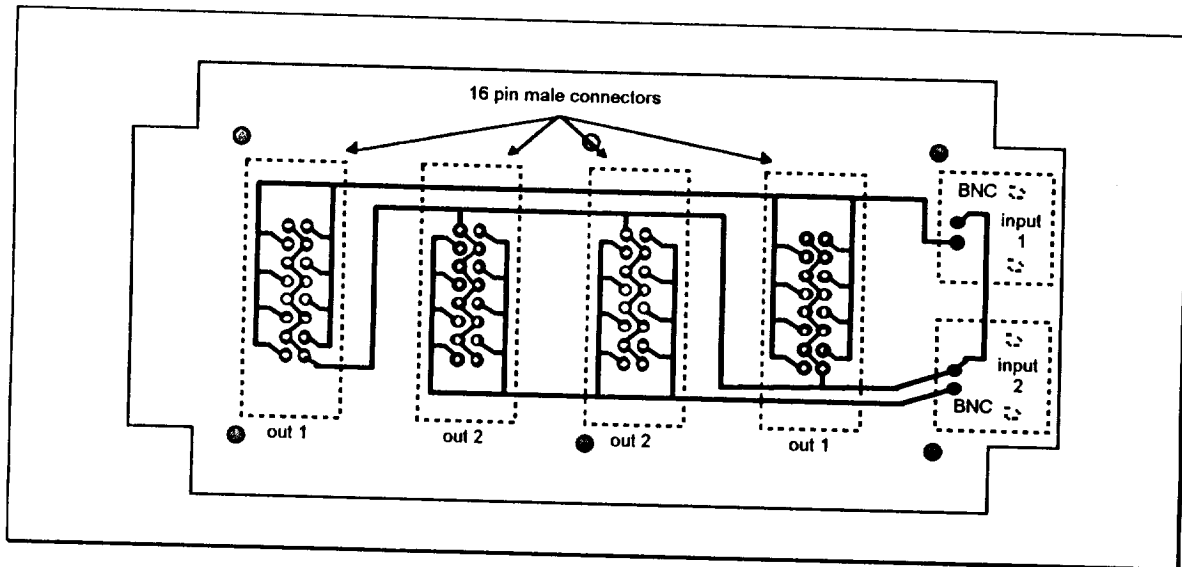 16 pin male connectors
BNC
input
1
input
2
BNC
out 1
out 2
out 2
out 1